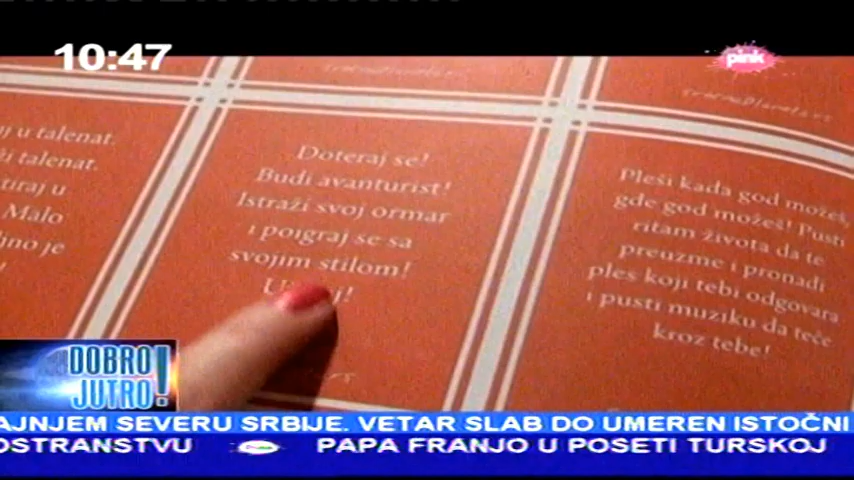 10:47
pink
j u talenat.
ži talenat.
tiraj u
Malo
jno je
Doteraj se!
Budi avanturist!
Istraži svoj ormar
i poigraj se sa
svojim stilom!
Pleši kada god možeš,
gde god možeš! Pusti
ritam života da te
preuzme i pronađi
ples koji tebi odgovara
i pusti muziku da teče
kroz tebe!
DOBRO
JUTRO!
AJNJEM SEVERU SRBIJE. VETAR SLAB DO UMEREN ISTOČNI
OSTRANSTVU PAPA FRANJO U POSETI TURSKOJ